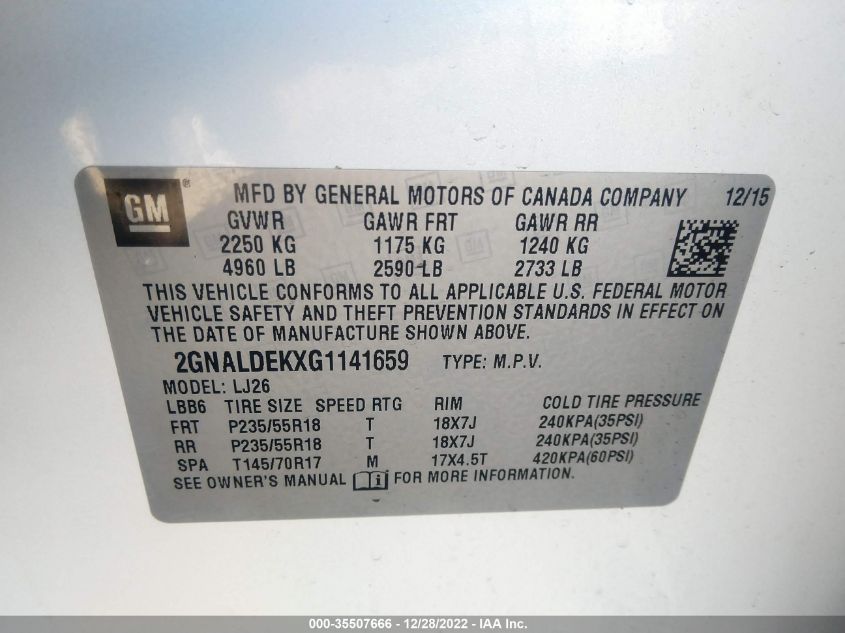 GM ® MFD BY GENERAL MOTORS OF CANADA COMPANY 12/15
GVWR GAWR FRT GAWR RR
2250 KG 1175 KG 1240 KG
4960 LB 2590 LB 2733 LB
THIS VEHICLE CONFORMS TO ALL APPLICABLE U.S. FEDERAL MOTOR
VEHICLE SAFETY AND THEFT PREVENTION STANDARDS IN EFFECT ON
THE DATE OF MANUFACTURE SHOWN ABOVE.
2GNALDEKXG1141659 TYPE: M.P.V.
MODEL: LJ26
LBB6 TIRE SIZE SPEED RTG RIM COLD TIRE PRESSURE
FRT P235/55R18 T 18X7J 240KPA(35PSI)
RR P235/55R18 T 18X7J 240KPA(35PSI)
SPA T145/70R17 M 17X4.5T 420KPA(60PSI)
SEE OWNER'S MANUAL i FOR MORE INFORMATION.
000-35507666 - 12/28/2022 - IAA Inc.